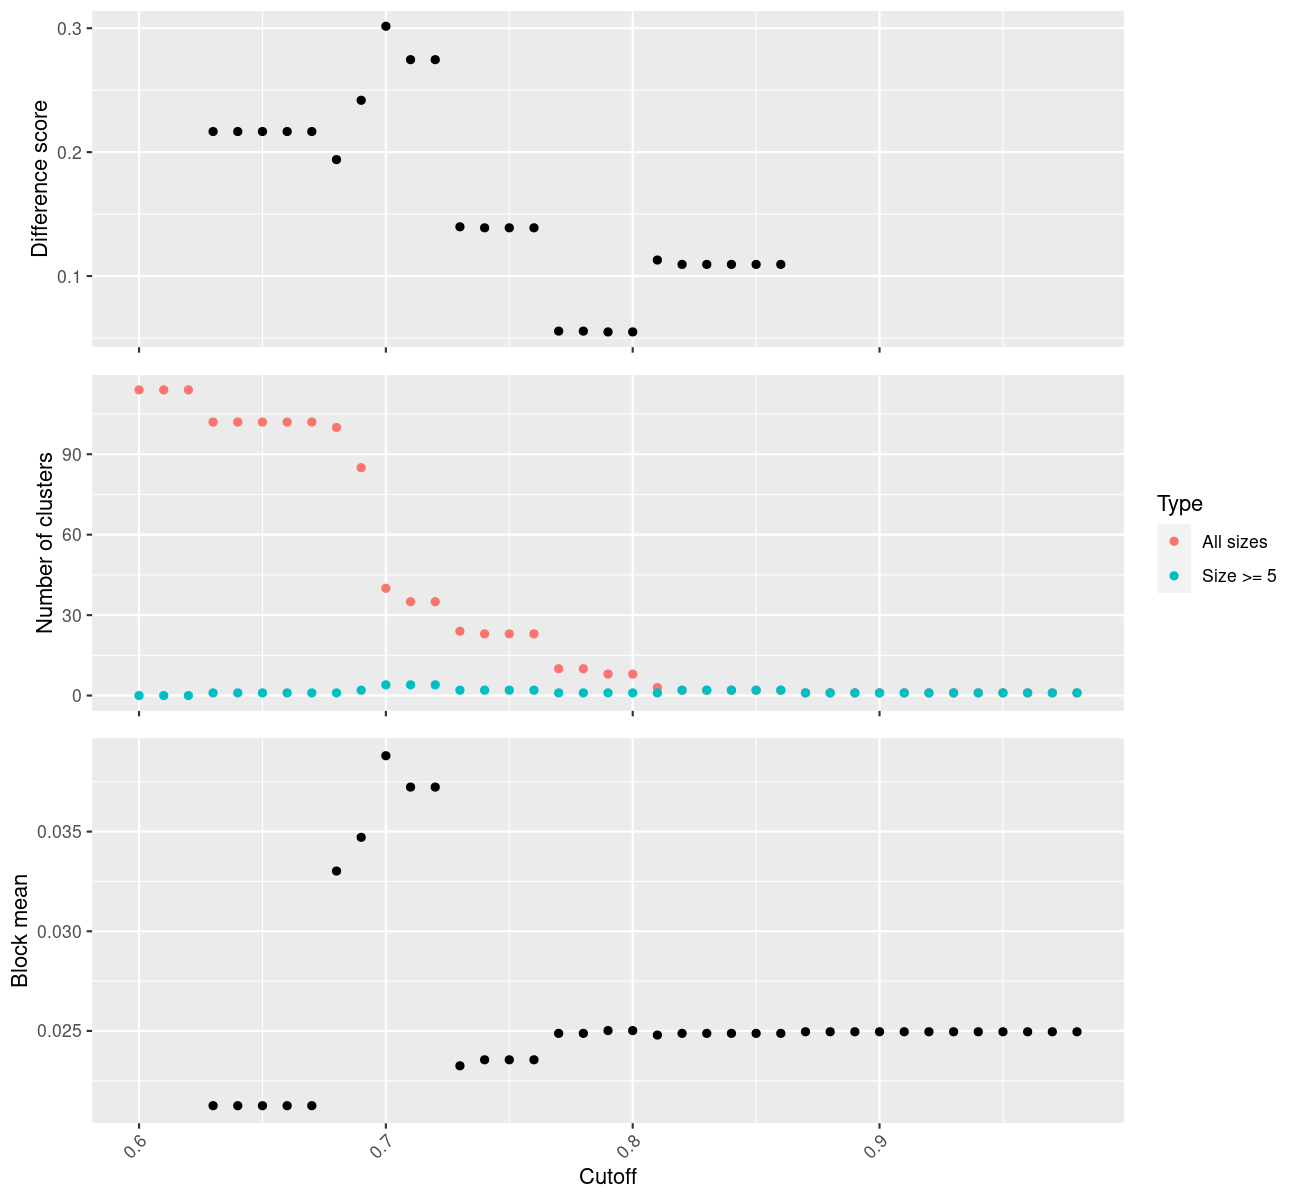 Difference score
0.3
0.2
0.1
Number of clusters
90
60
30
0
Type
All sizes
Size >= 5
Block mean
0.035
0.030
0.025
0.6
0.7
0.8
0.9
Cutoff